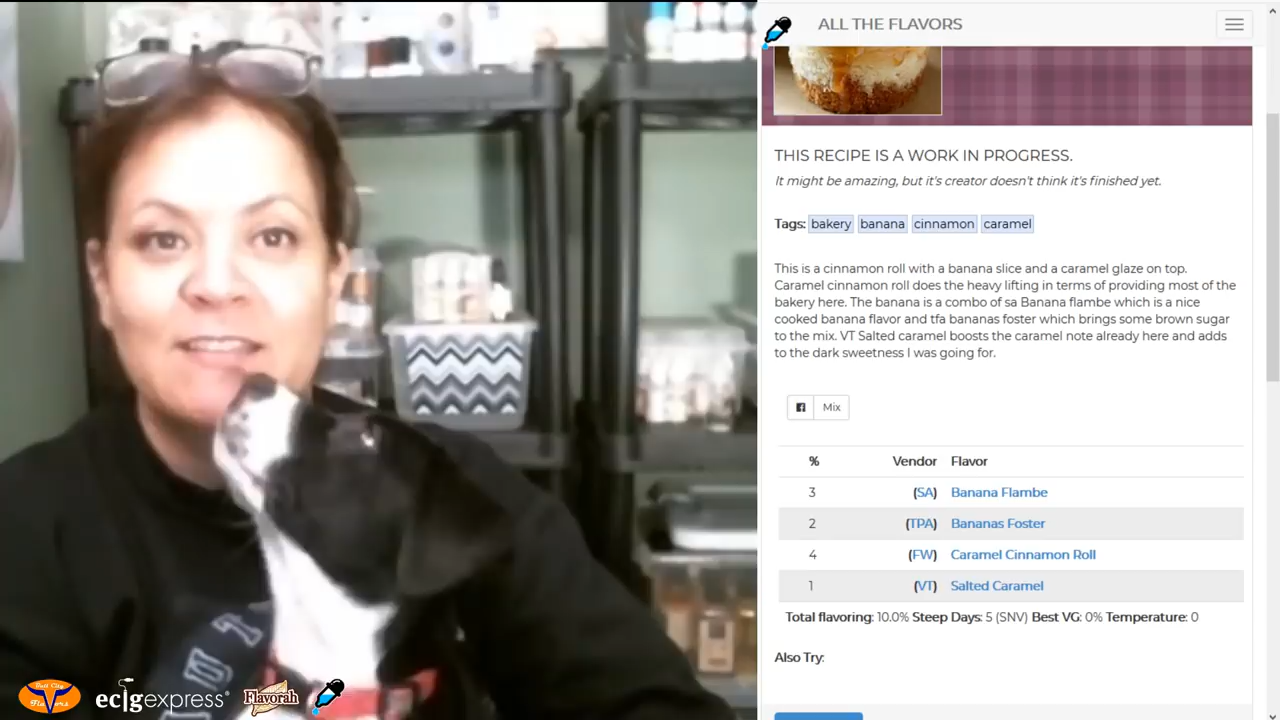 ALL THE FLAVORS
THIS RECIPE IS A WORK IN PROGRESS.
It might be amazing, but it's creator doesn't think it's finished yet.
Tags: bakery banana cinnamon caramel
This is a cinnamon roll with a banana slice and a caramel glaze on top.
Caramel cinnamon roll does the heavy lifting in terms of providing most of the
bakery here. The banana is a combo of sa Banana flambe which is a nice
cooked banana flavor and tfa bananas foster which brings some brown sugar
to the mix. VT Salted caramel boosts the caramel note already here and adds
to the dark sweetness I was going for.
Mix
% Vendor Flavor
3 (SA) Banana Flambe
2 (TPA) Bananas Foster
4 (FW) Caramel Cinnamon Roll
1 (VT) Salted Caramel
Total flavoring: 10.0% Steep Days: 5 (SNV) Best VG: 0% Temperature: 0
Also Try:
ecigexpress®
Flavorah